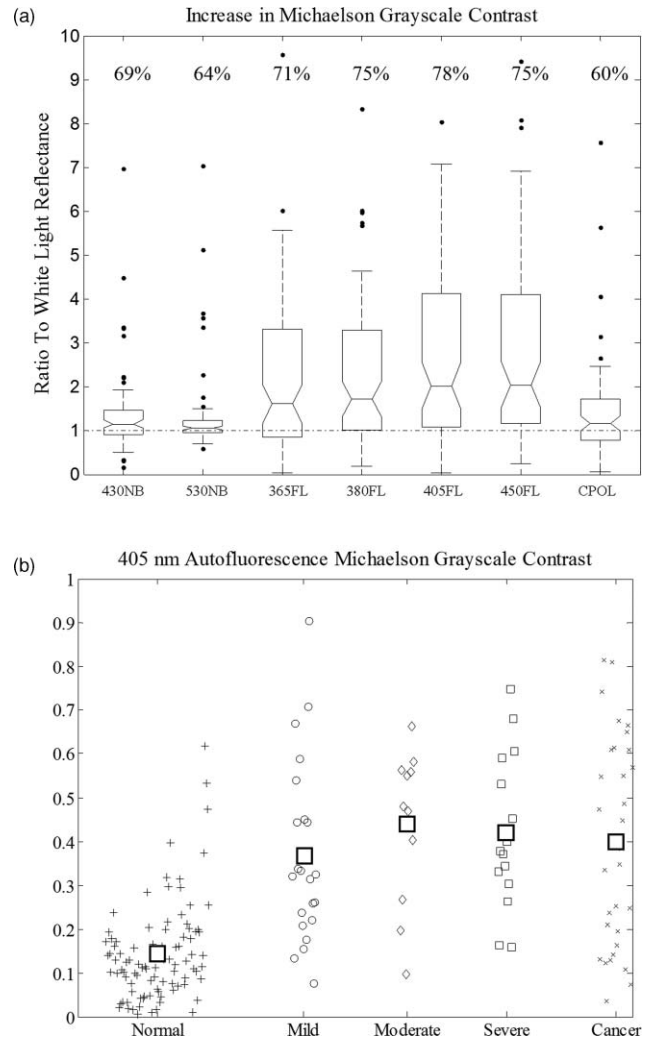 (a)
Increase in Michaelson Grayscale Contrast
10
69% 64% 71% 75% 78% 75% 60%
9
8
7
6
5
4
3
2
1
0
Ratio To White Light Reflectance
430NB 530NB 365FL 380FL 405FL 450FL CPOL
(b)
405 nm Autofluorescence Michaelson Grayscale Contrast
1
0.9
0.8
0.7
0.6
0.5
0.4
0.3
0.2
0.1
0
Normal Mild Moderate Severe Cancer